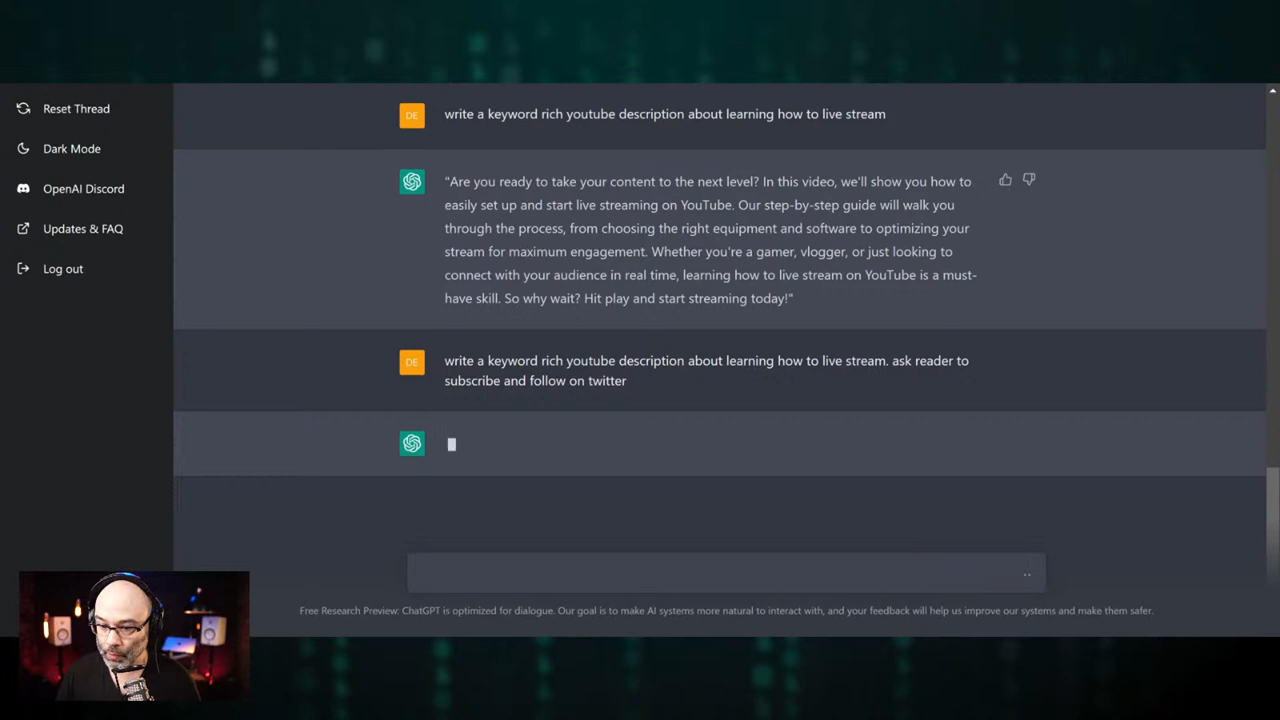 Reset Thread
Dark Mode
OpenAI Discord
Updates & FAQ
Log out
DE
write a keyword rich youtube description about learning how to live stream
"Are you ready to take your content to the next level? In this video, we'll show you how to
easily set up and start live streaming on YouTube. Our step-by-step guide will walk you
through the process, from choosing the right equipment and software to optimizing your
stream for maximum engagement. Whether you're a gamer, vlogger, or just looking to
connect with your audience in real time, learning how to live stream on YouTube is a must-
have skill. So why wait? Hit play and start streaming today!"
DE
write a keyword rich youtube description about learning how to live stream. ask reader to
subscribe and follow on twitter
..
Free Research Preview: ChatGPT is optimized for dialogue. Our goal is to make AI systems more natural to interact with, and your feedback will help us improve our systems and make them safer.